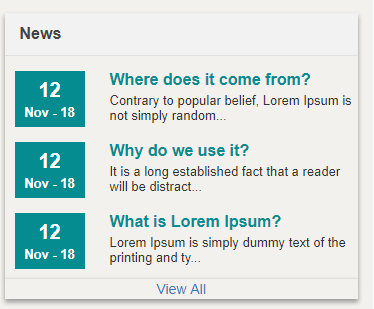 News
12
Nov - 18
Where does it come from?
Contrary to popular belief, Lorem Ipsum is
not simply random...
12
Nov - 18
Why do we use it?
It is a long established fact that a reader
will be distract...
12
Nov - 18
What is Lorem Ipsum?
Lorem Ipsum is simply dummy text of the
printing and ty...
View All